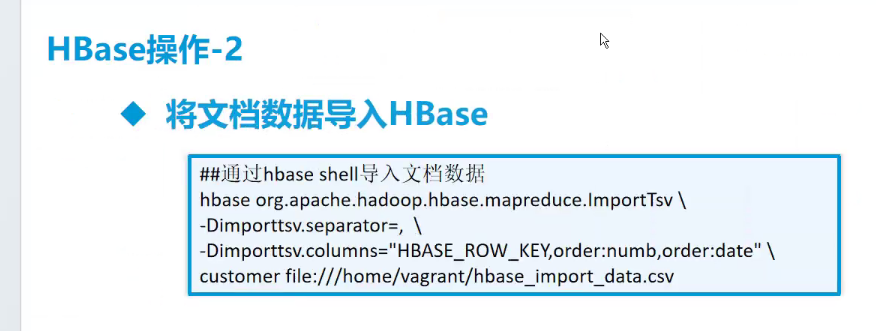 HBase操作-2
◆ 将文档数据导入HBase
##通过hbase shell导入文档数据
hbase org.apache.hadoop.hbase.mapreduce.ImportTsv \
-Dimporttsv.separator=, \
-Dimporttsv.columns="HBASE_ROW_KEY,order:numb,order:date" \
customer file:///home/vagrant/hbase_import_data.csv